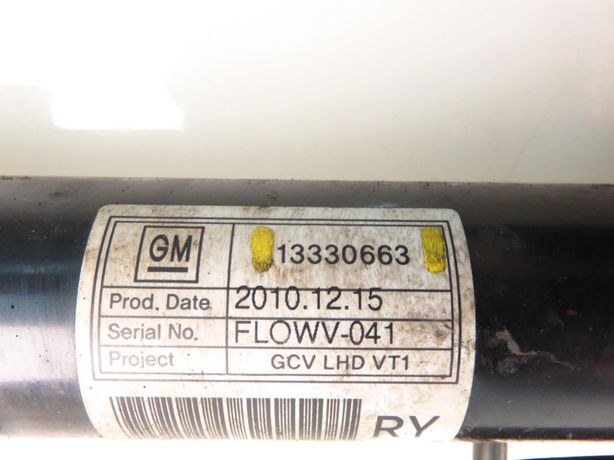 GM 13330663
Prod. Date 2010.12.15
Serial No. FLOWV-041
Project GCV LHD VT1
RY